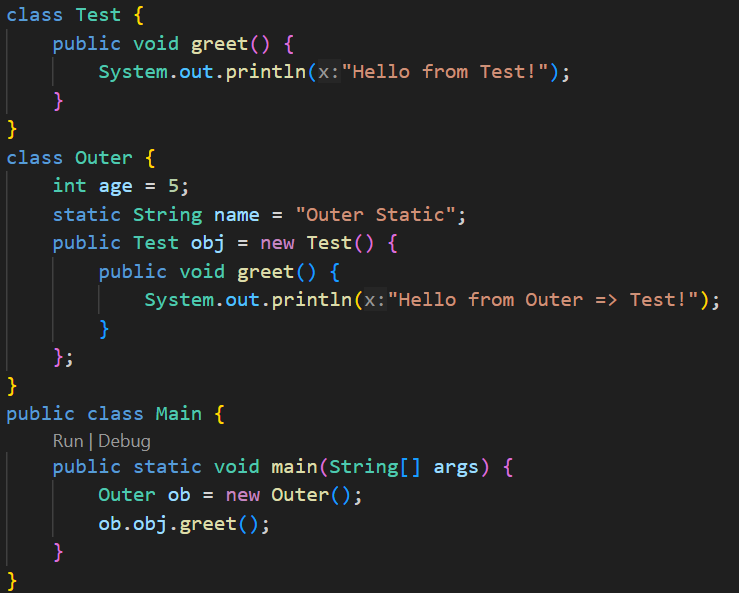 class Test {
    public void greet() {
        System.out.println(x:"Hello from Test!");
    }
}
class Outer {
    int age = 5;
    static String name = "Outer Static";
    public Test obj = new Test() {
        public void greet() {
            System.out.println(x:"Hello from Outer => Test!");
        }
    };
}
public class Main {
    Run | Debug
    public static void main(String[] args) {
        Outer ob = new Outer();
        ob.obj.greet();
    }
}